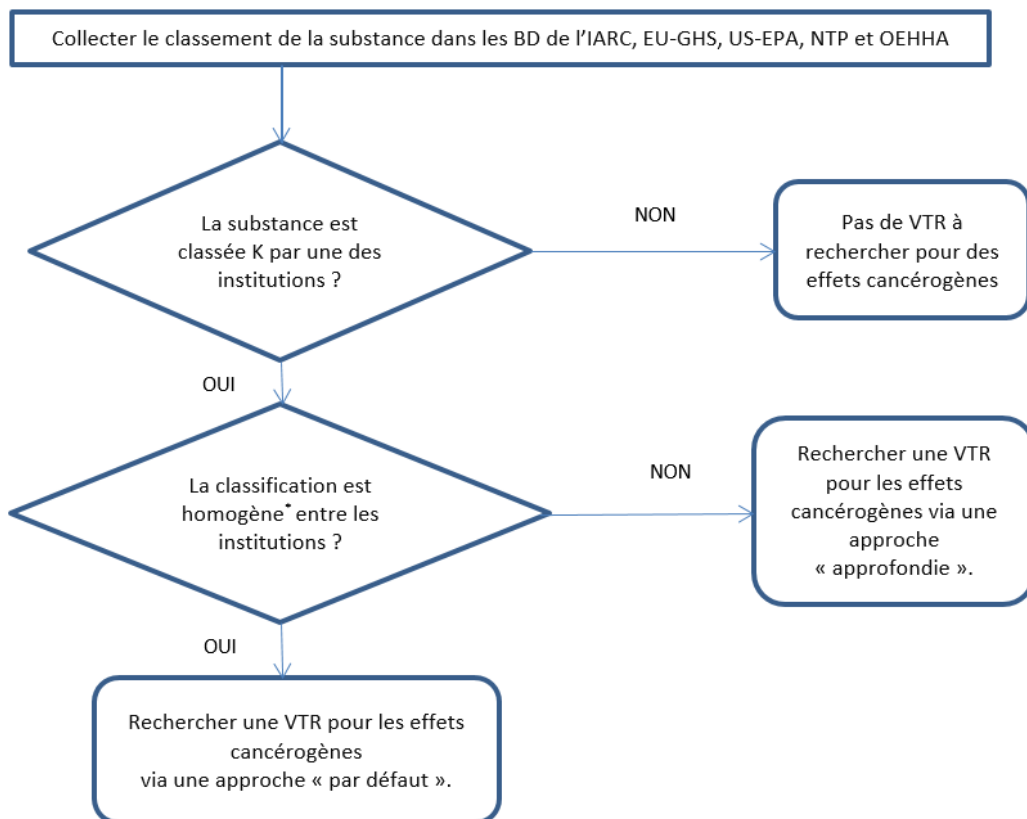 Collecter le classement de la substance dans les BD de l'IARC, EU-GHS, US-EPA, NTP et OEHHA
La substance est
classée K par une des
institutions ?
NON
Pas de VTR à
rechercher pour des
effets cancérogènes
OUI
La classification est
homogène* entre les
institutions ?
NON
Rechercher une VTR
pour les effets
cancérogènes via une
approche
« approfondie ».
OUI
Rechercher une VTR pour les effets
cancérogènes
via une approche « par défaut ».